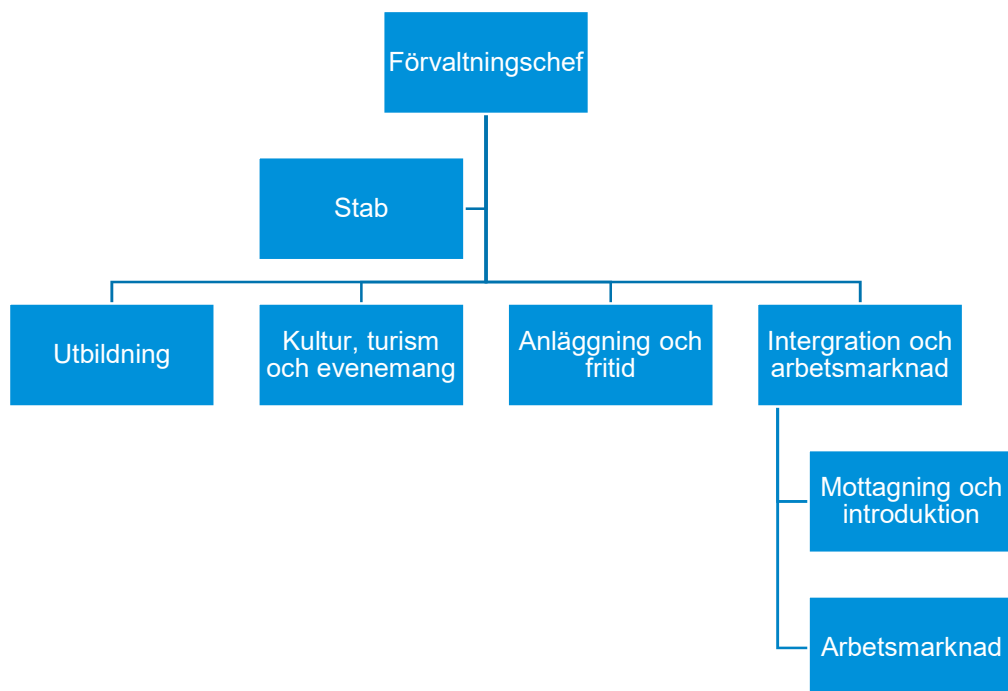 Förvaltningschef
Stab
Utbildning
Kultur, turism
och evenemang
Anläggning och
fritid
Intergration och
arbetsmarknad
Mottagning och
introduktion
Arbetsmarknad